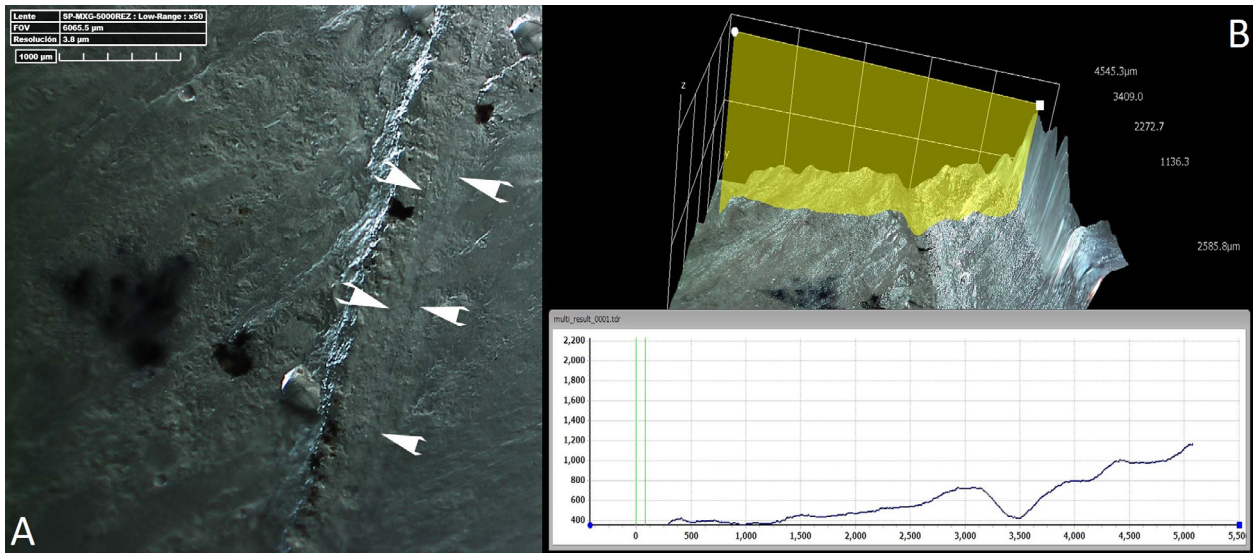 Lente SP-MXG-5000REZ : Low-Range : x50
FOV 6065.5 µm
Resolución 3.8 µm
1000 µm
A
B
z
y
4545.3µm
3409.0
2272.7
1136.3
2585.8µm
multi_result_0001.tdr
2,200
2,000
1,800
1,600
1,400
1,200
1,000
800
600
400
0 500 1,000 1,500 2,000 2,500 3,000 3,500 4,000 4,500 5,000 5,50